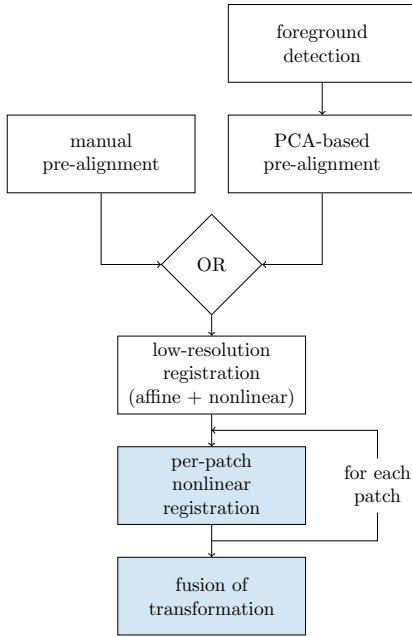 foreground
detection
manual
pre-alignment
PCA-based
pre-alignment
OR
low-resolution
registration
(affine + nonlinear)
per-patch
nonlinear
registration
for each
patch
fusion of
transformation